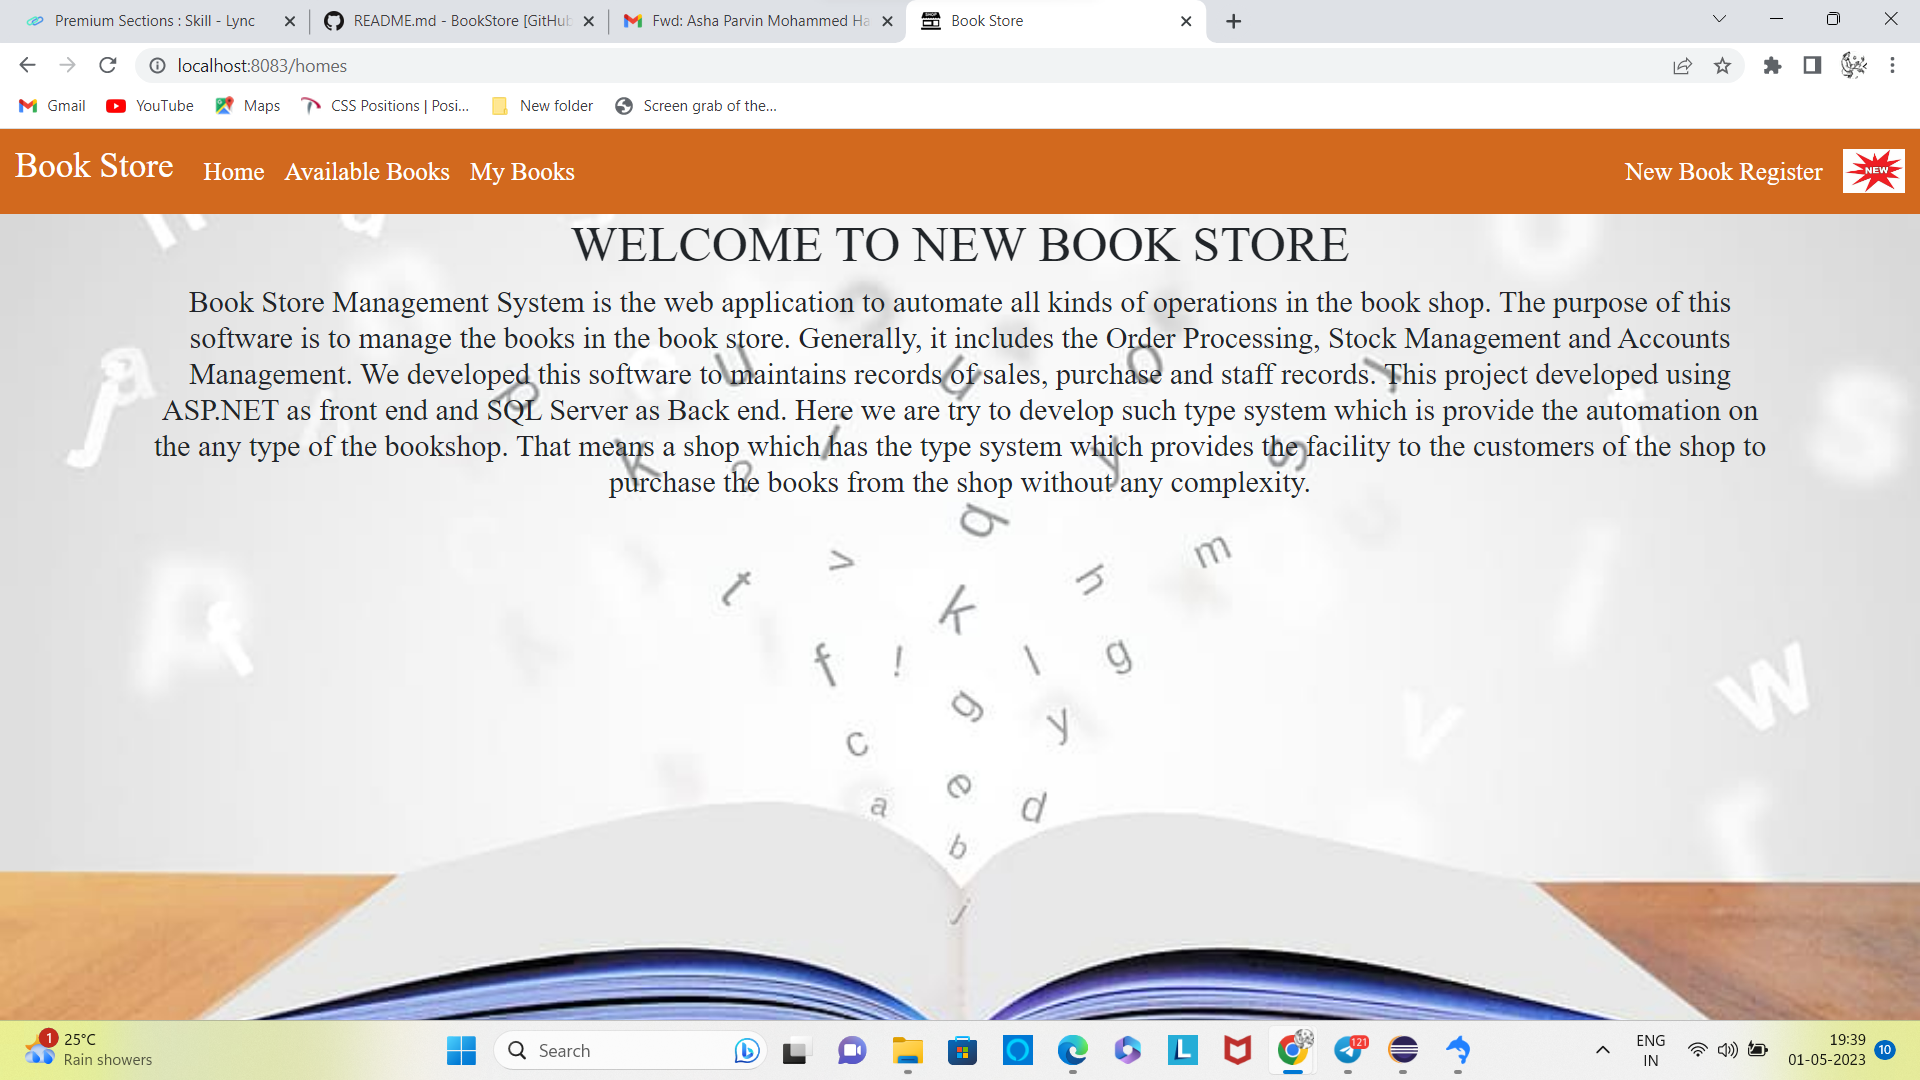 Premium Sections : Skill - Lync
README.md - BookStore [GitHub
Fwd: Asha Parvin Mohammed Ha
Book Store
localhost:8083/homes
Gmail
YouTube
Maps
CSS Positions | Posi...
New folder
Screen grab of the...
Book Store
Home
Available Books
My Books
New Book Register
NEW
WELCOME TO NEW BOOK STORE
Book Store Management System is the web application to automate all kinds of operations in the book shop. The purpose of this
software is to manage the books in the book store. Generally, it includes the Order Processing, Stock Management and Accounts
Management. We developed this software to maintains records of sales, purchase and staff records. This project developed using
ASP.NET as front end and SQL Server as Back end. Here we are try to develop such type system which is provide the automation on
the any type of the bookshop. That means a shop which has the type system which provides the facility to the customers of the shop to
purchase the books from the shop without any complexity.
1
25°C
Rain showers
Search
L
121
ENG
IN
19:39
01-05-2023
10